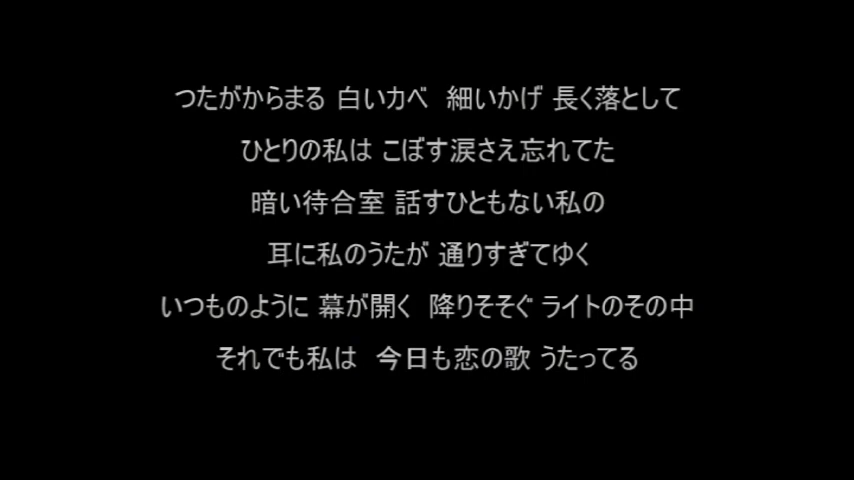 つたがからまる 白いカベ　細いかげ 長く落として
ひとりの私は こぼす涙さえ忘れてた
暗い待合室 話すひともない私の
耳に私のうたが 通りすぎてゆく
いつものように 幕が開く　降りそそぐ ライトのその中
それでも私は　今日も恋の歌 うたってる